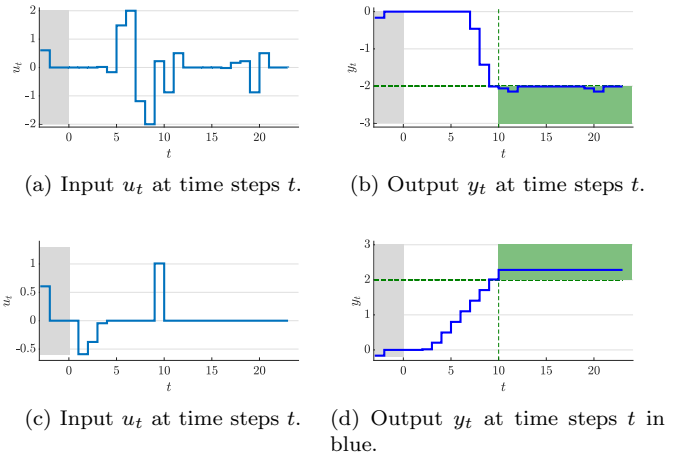 2
1
0
-1
-2
0
5
10
15
20
u_t
t
0
-1
-2
-3
0
5
10
15
20
y_t
t
(a) Input u_t at time steps t.
(b) Output y_t at time steps t.
1
0.5
0
-0.5
0
5
10
15
20
u_t
t
3
2
1
0
0
5
10
15
20
y_t
t
(c) Input u_t at time steps t.
(d) Output y_t at time steps t in
blue.